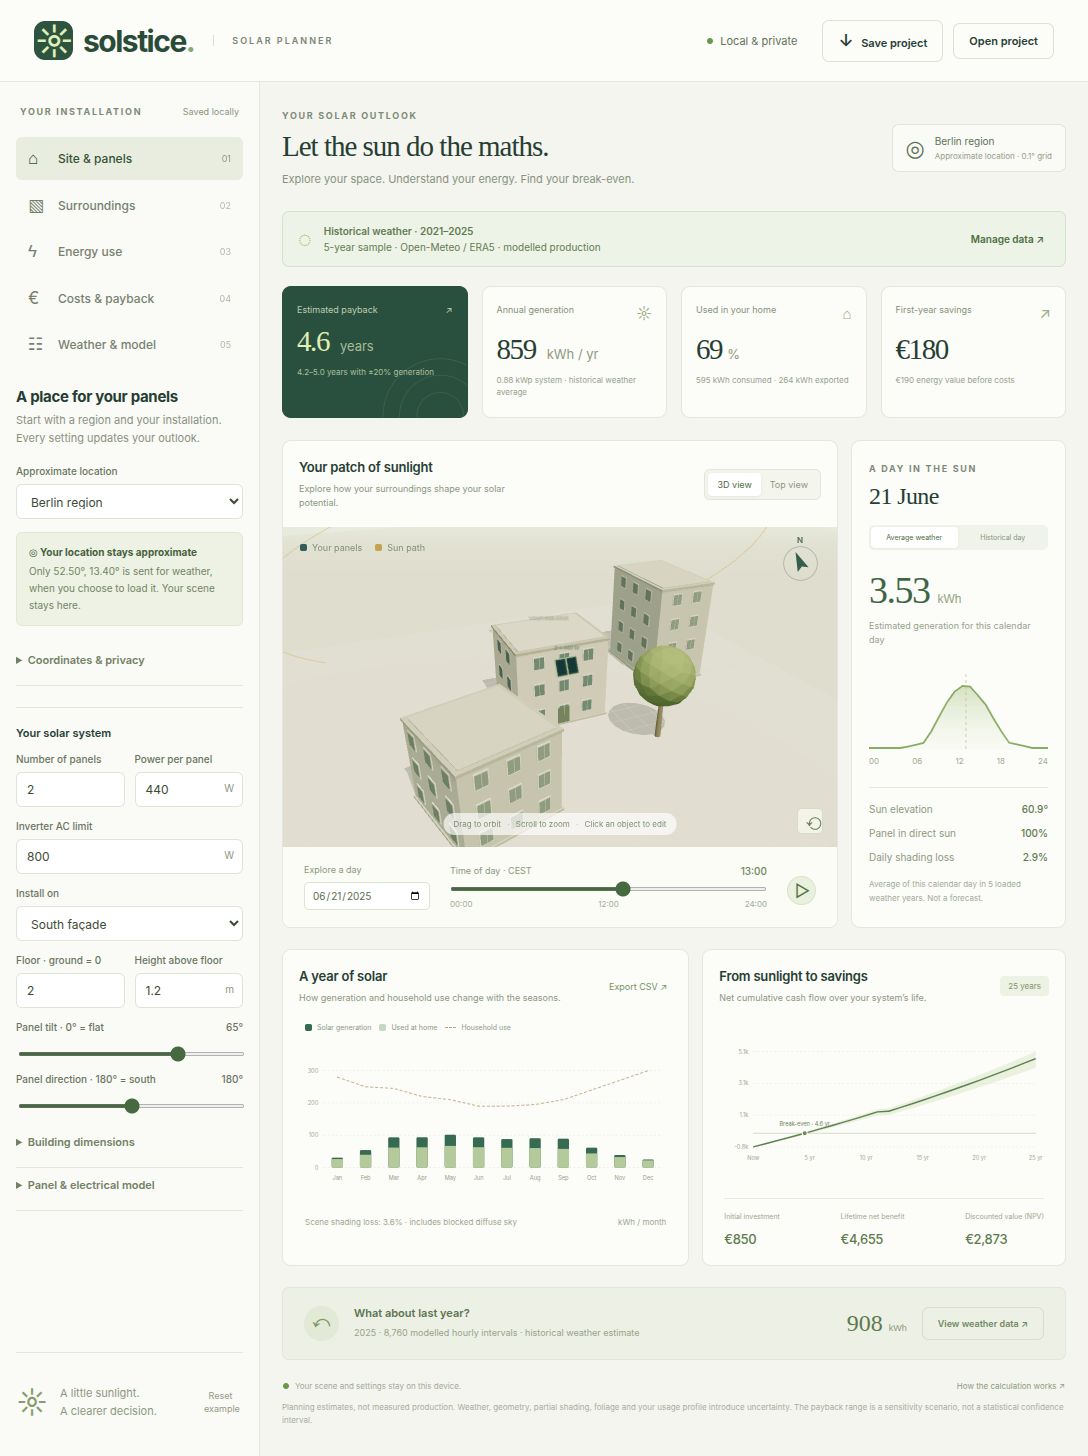 solstice.
SOLAR PLANNER
Local & private
Save project
Open project
YOUR INSTALLATION
Saved locally
Site & panels 01
Surroundings 02
Energy use 03
€ Costs & payback 04
Weather & model 05
A place for your panels
Start with a region and your installation.
Every setting updates your outlook.
Approximate location
Berlin region
◎ Your location stays approximate
Only 52.50°, 13.40° is sent for weather,
when you choose to load it. Your scene
stays here.
Coordinates & privacy
Your solar system
Number of panels
Power per panel
2
440 W
Inverter AC limit
800 W
Install on
South façade
Floor · ground = 0
Height above floor
2
1.2 m
Panel tilt · 0° = flat 65°
Panel direction · 180° = south 180°
Building dimensions
Panel & electrical model
A little sunlight.
A clearer decision.
Reset
example
YOUR SOLAR OUTLOOK
Let the sun do the maths.
Explore your space. Understand your energy. Find your break-even.
Berlin region
Approximate location · 0.1° grid
Historical weather · 2021–2025
5-year sample · Open-Meteo / ERA5 · modelled production
Manage data ↗
Estimated payback ↗
4.6 years
4.2–5.0 years with ±20% generation
Annual generation
859 kWh / yr
0.88 kWp system · historical weather
average
Used in your home
69 %
595 kWh consumed · 264 kWh exported
First-year savings ↗
€180
€190 energy value before costs
Your patch of sunlight
Explore how your surroundings shape your solar
potential.
3D view
Top view
Your panels
Sun path
N
Drag to orbit · Scroll to zoom · Click an object to edit
Explore a day
06/21/2025
Time of day · CEST 13:00
00:00 12:00 24:00
A DAY IN THE SUN
21 June
Average weather
Historical day
3.53 kWh
Estimated generation for this calendar
day
00 06 12 18 24
Sun elevation 60.9°
Panel in direct sun 100%
Daily shading loss 2.9%
Average of this calendar day in 5 loaded
weather years. Not a forecast.
A year of solar
How generation and household use change with the seasons.
Export CSV ↗
Solar generation
Used at home
Household use
300
200
100
0
Jan Feb Mar Apr May Jun Jul Aug Sep Oct Nov Dec
Scene shading loss: 3.6% · includes blocked diffuse sky
kWh / month
From sunlight to savings
Net cumulative cash flow over your system's life.
25 years
5.1k
3.1k
1.1k
-0.8k
Break-even · 4.6 yr
Now 5 yr 10 yr 15 yr 20 yr 25 yr
Initial investment
€850
Lifetime net benefit
€4,655
Discounted value (NPV)
€2,873
What about last year?
2025 · 8,760 modelled hourly intervals · historical weather estimate
908 kWh
View weather data ↗
Your scene and settings stay on this device.
How the calculation works ↗
Planning estimates, not measured production. Weather, geometry, partial shading, foliage and your usage profile introduce uncertainty. The payback range is a sensitivity scenario, not a statistical confidence
interval.